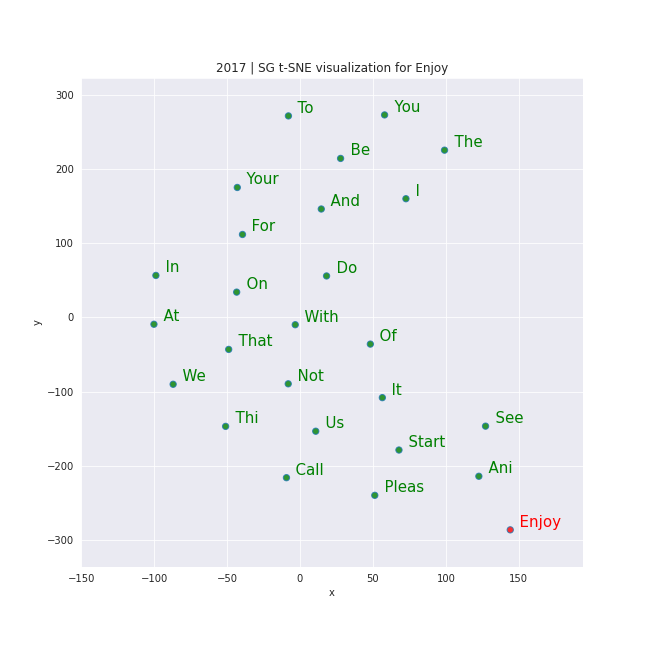 2017 | SG t-SNE visualization for Enjoy
300
200
100
0
−100
−200
−300
y
To
You
Be
The
Your
I
And
For
In
Do
On
At
With
That
Of
We
Not
It
Thi
Us
See
Start
Call
Ani
Pleas
Enjoy
−150
−100
−50
0
50
100
150
x